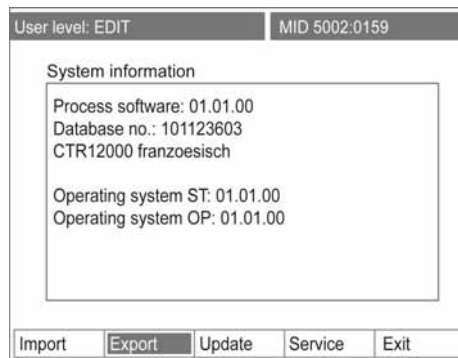 User level: EDIT MID 5002:0159
System information
Process software: 01.01.00
Database no.: 101123603
CTR12000 franzoesisch
Operating system ST: 01.01.00
Operating system OP: 01.01.00
Import Export Update Service Exit